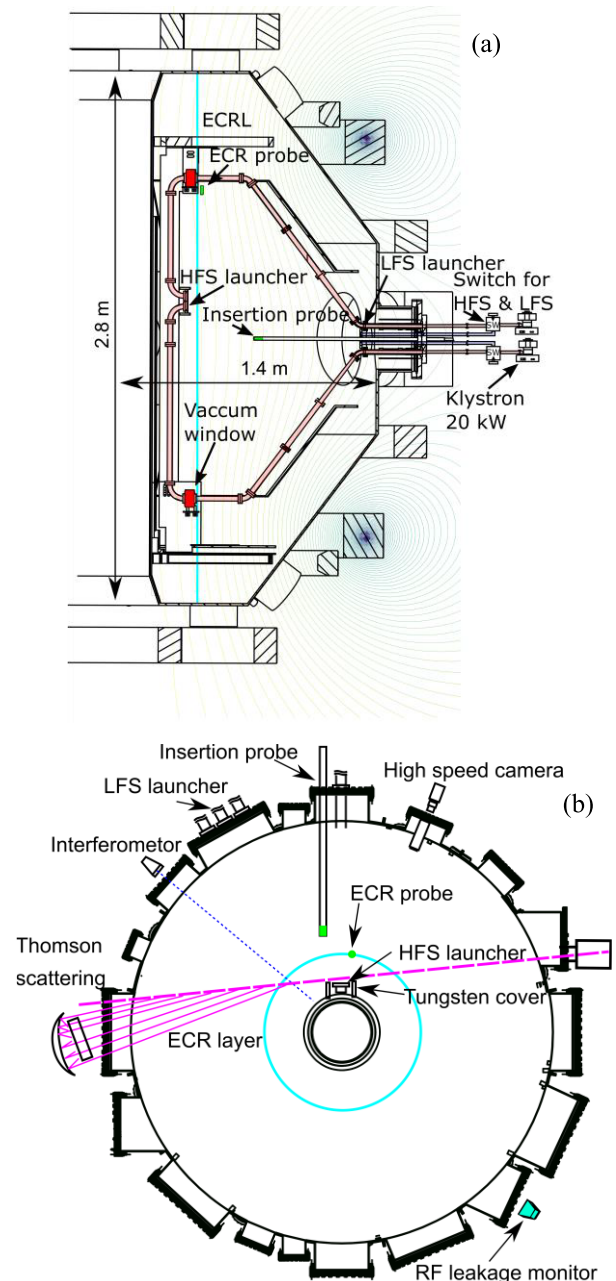 (a)
ECRL
ECR probe
HFS launcher
LFS launcher
Switch for
HFS & LFS
Insertion probe
SW
SW
2.8 m
1.4 m
Klystron
20 kW
Vaccum
window
Insertion probe
High speed camera
(b)
LFS launcher
Interferometor
ECR probe
Thomson
scattering
HFS launcher
Tungsten cover
ECR layer
RF leakage monitor